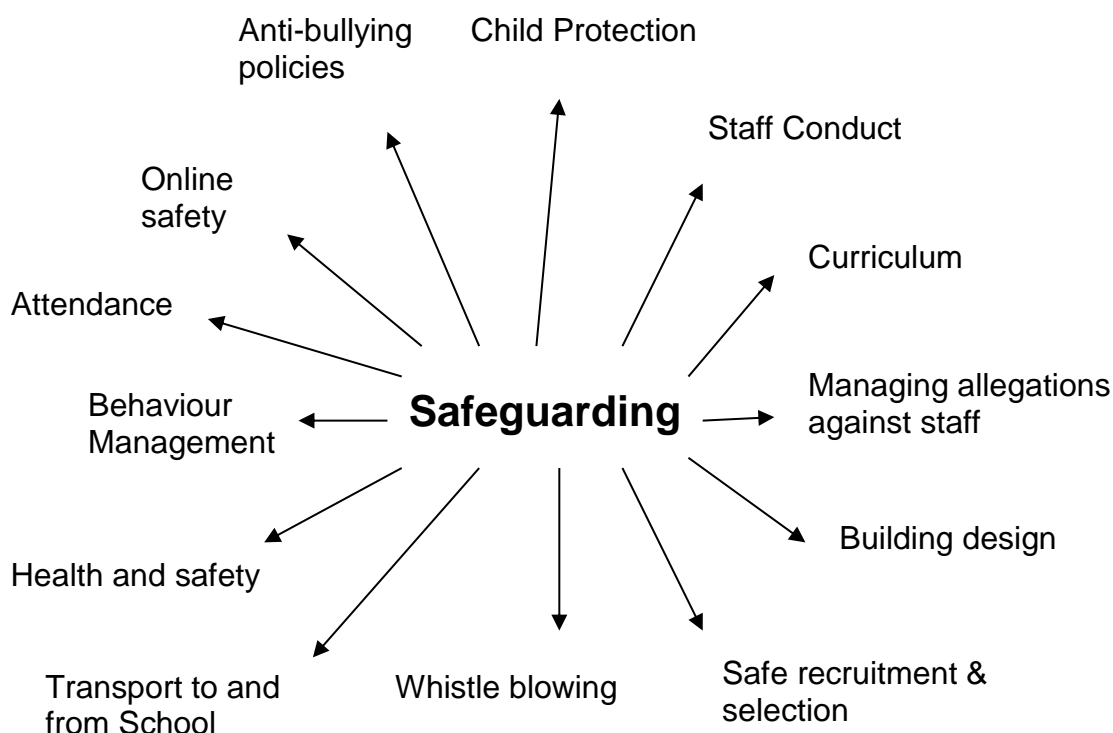 Anti-bullying
policies
Child Protection
Staff Conduct
Online
safety
Curriculum
Attendance
Managing allegations
against staff
Behaviour
Management
Safeguarding
Building design
Health and safety
Safe recruitment &
selection
Whistle blowing
Transport to and
from School